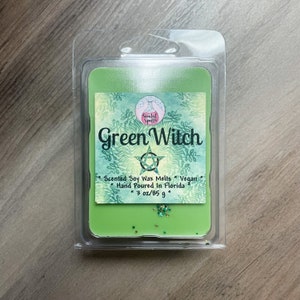 Green Witch
* Scented Soy Wax Melts * Vegan *
* Hand Poured In Florida *
* 3 oz/85 g *